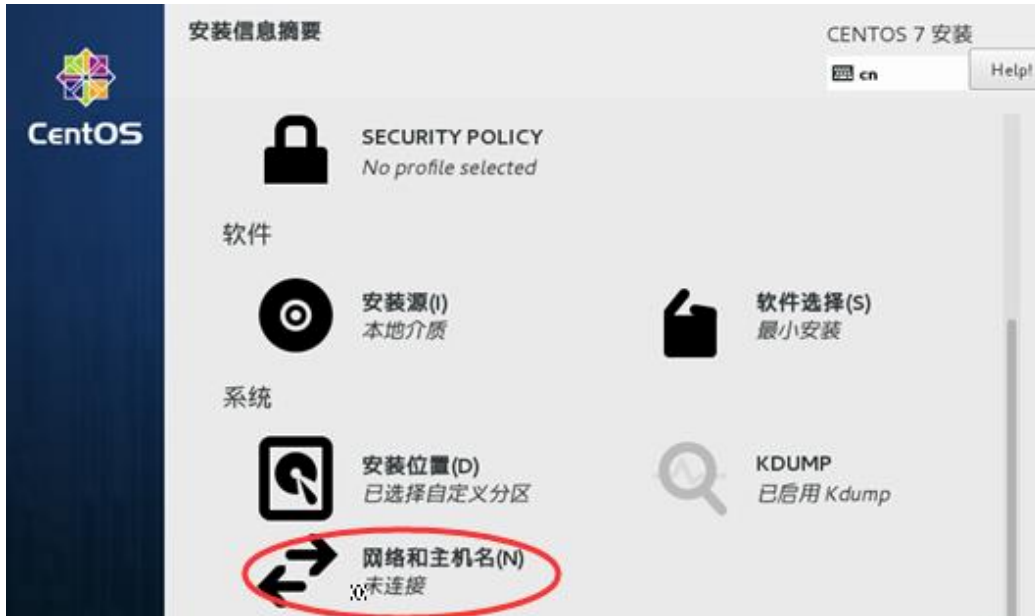 安装信息摘要
CENTOS 7 安装
cn
Help!
CentOS
SECURITY POLICY
No profile selected
软件
安装源(I)
本地介质
软件选择(S)
最小安装
系统
安装位置(D)
已选择自定义分区
KDUMP
已启用 Kdump
网络和主机名(N)
未连接